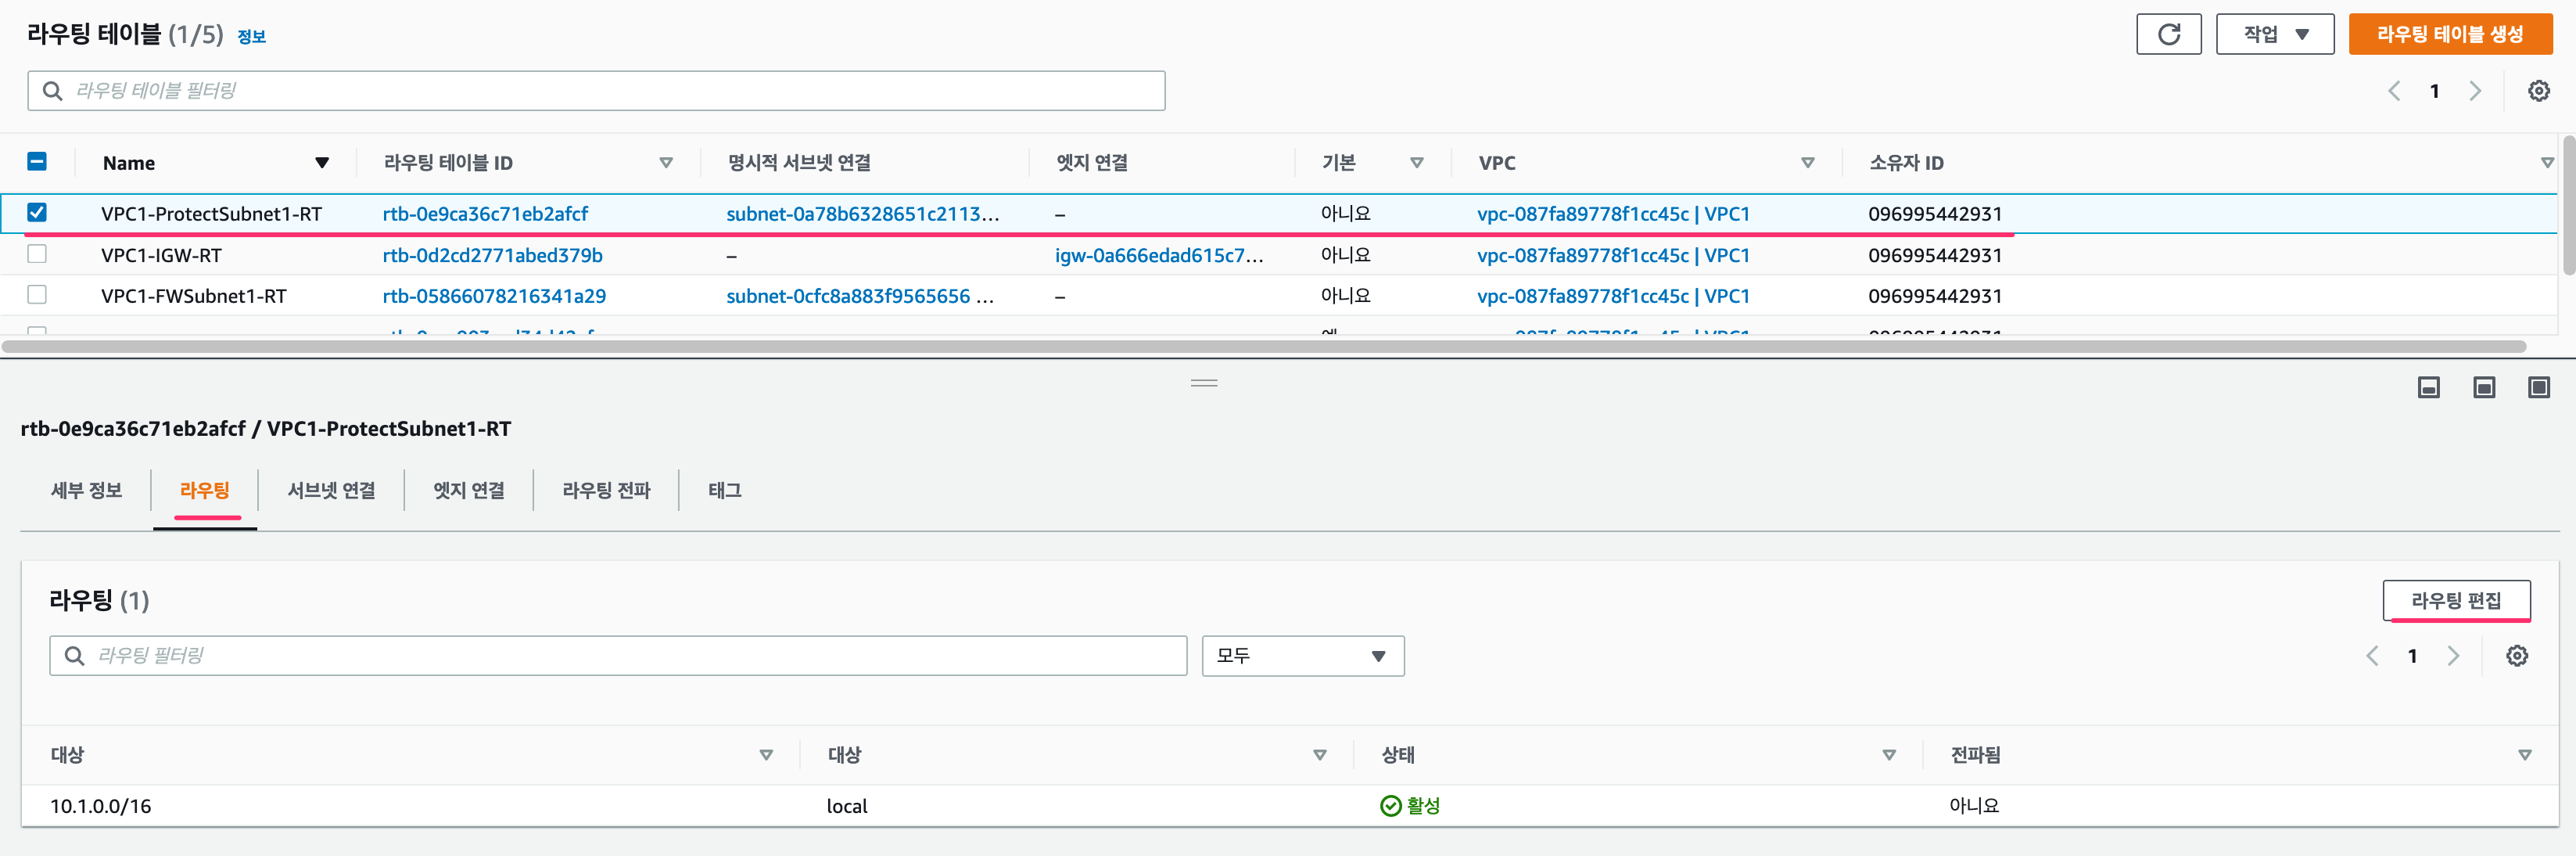 라우팅 테이블 (1/5) 정보
작업
라우팅 테이블 생성
라우팅 테이블 필터링
1
Name 라우팅 테이블 ID 명시적 서브넷 연결 엣지 연결 기본 VPC 소유자 ID
VPC1-ProtectSubnet1-RT rtb-0e9ca36c71eb2afcf subnet-0a78b6328651c2113... – 아니요 vpc-087fa89778f1cc45c | VPC1 096995442931
VPC1-IGW-RT rtb-0d2cd2771abed379b – igw-0a666edad615c7... 아니요 vpc-087fa89778f1cc45c | VPC1 096995442931
VPC1-FWSubnet1-RT rtb-05866078216341a29 subnet-0cfc8a883f9565656 ... – 아니요 vpc-087fa89778f1cc45c | VPC1 096995442931
rtb-0e9ca36c71eb2afcf / VPC1-ProtectSubnet1-RT
세부 정보 라우팅 서브넷 연결 엣지 연결 라우팅 전파 태그
라우팅 (1)
라우팅 편집
라우팅 필터링
모두
1
대상 대상 상태 전파됨
10.1.0.0/16 local 활성 아니요